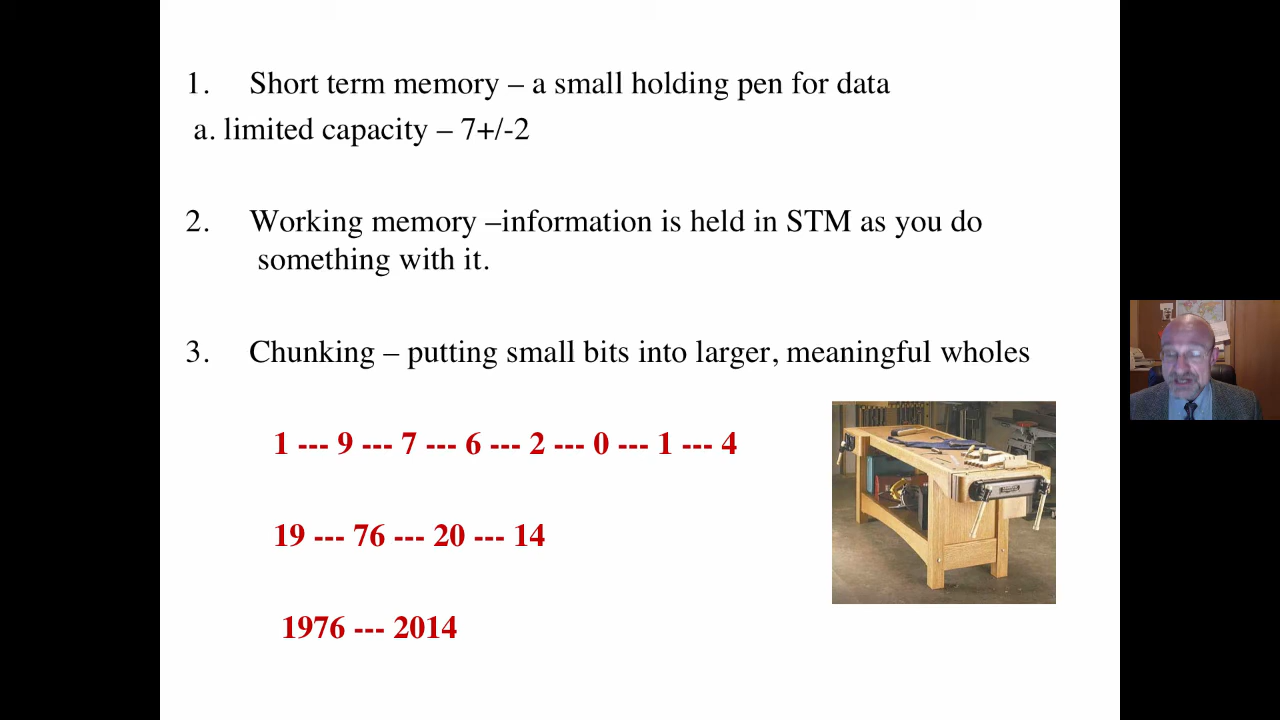 1. Short term memory – a small holding pen for data
a. limited capacity – 7+/-2
2. Working memory –information is held in STM as you do
something with it.
3. Chunking – putting small bits into larger, meaningful wholes
1 --- 9 --- 7 --- 6 --- 2 --- 0 --- 1 --- 4
19 --- 76 --- 20 --- 14
1976 --- 2014